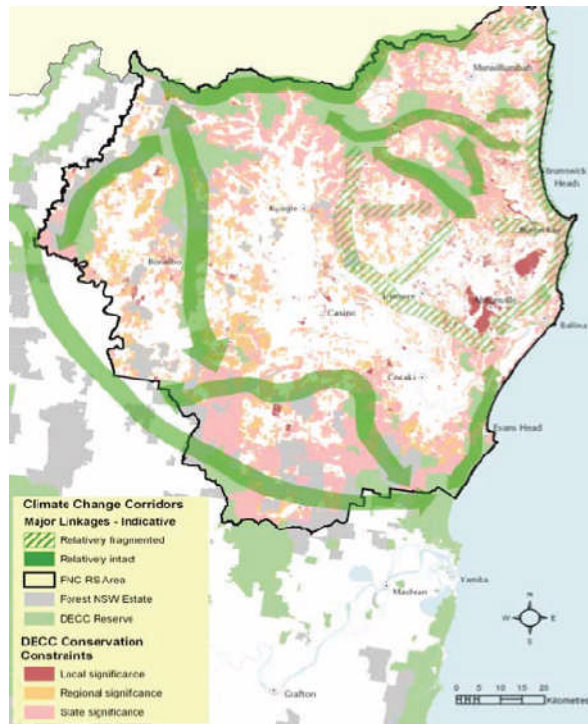 Murwillumbah
Brunswick
Heads
Kyogle
Lismore
Casino
Ballina
Coraki
Evans Head
Climate Change Corridors
Major Linkages - Indicative
Relatively fragmented
Relatively intact
FNC RS Area
Forest NSW Estate
DECC Reserve
DECC Conservation
Constraints
Local significance
Regional significance
State significance
Maclean
Yamba
Grafton
N
W
E
S
0 5 10 20
Kilometers